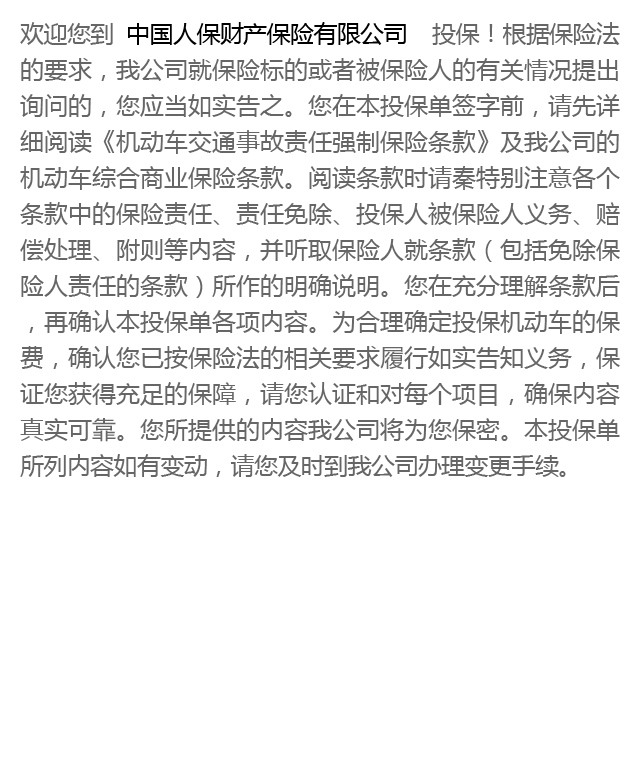 欢迎您到 中国人保财产保险有限公司 投保！根据保险法
的要求，我公司就保险标的或者被保险人的有关情况提出
询问的，您应当如实告之。您在本投保单签字前，请先详
细阅读《机动车交通事故责任强制保险条款》及我公司的
机动车综合商业保险条款。阅读条款时请秦特别注意各个
条款中的保险责任、责任免除、投保人被保险人义务、赔
偿处理、附则等内容，并听取保险人就条款（包括免除保
险人责任的条款）所作的明确说明。您在充分理解条款后
，再确认本投保单各项内容。为合理确定投保机动车的保
费，确认您已按保险法的相关要求履行如实告知义务，保
证您获得充足的保障，请您认证和对每个项目，确保内容
真实可靠。您所提供的内容我公司将为您保密。本投保单
所列内容如有变动，请您及时到我公司办理变更手续。